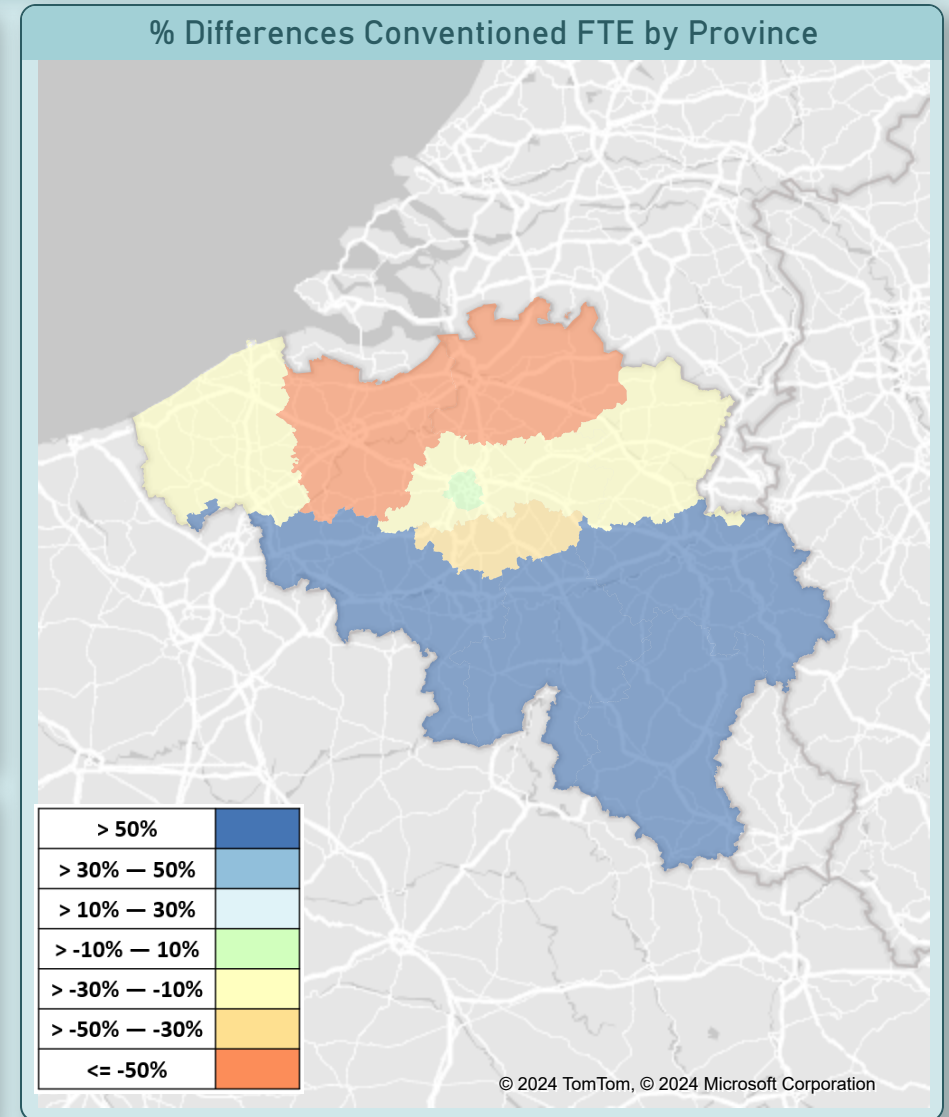 % Differences Conventioned FTE by Province
> 50%
> 30% — 50%
> 10% — 30%
> -10% — 10%
> -30% — -10%
> -50% — -30%
<= -50%
© 2024 TomTom, © 2024 Microsoft Corporation